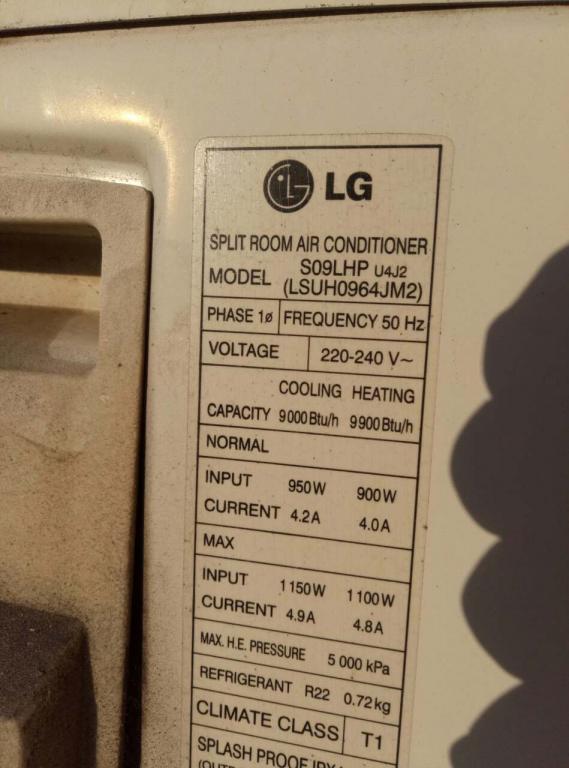 LG
SPLIT ROOM AIR CONDITIONER
MODEL S09LHP U4J2
(LSUH0964JM2)
PHASE 1ø FREQUENCY 50 Hz
VOLTAGE 220-240 V~
COOLING HEATING
CAPACITY 9000Btu/h 9900Btu/h
NORMAL
INPUT 950W 900W
CURRENT 4.2A 4.0A
MAX
INPUT 1150W 1100W
CURRENT 4.9A 4.8A
MAX. H.E. PRESSURE 5 000 kPa
REFRIGERANT R22 0.72kg
CLIMATE CLASS T1
SPLASH PROOF